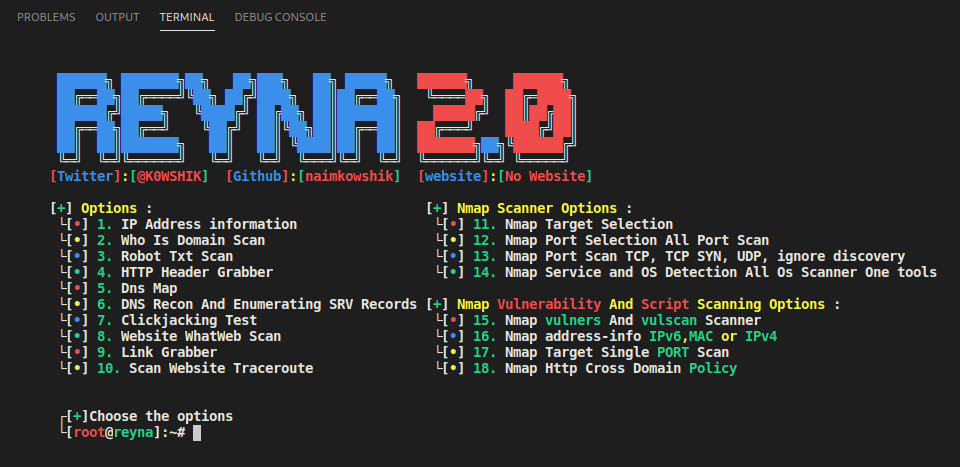 PROBLEMS OUTPUT TERMINAL DEBUG CONSOLE
REYNA 2.0
[Twitter]:[@K0WSHIK] [Github]:[naimkowshik] [website]:[No Website]
[+] Options :
[•] 1. IP Address information
[•] 2. Who Is Domain Scan
[•] 3. Robot Txt Scan
[•] 4. HTTP Header Grabber
[•] 5. Dns Map
[•] 6. DNS Recon And Enumerating SRV Records
[•] 7. Clickjacking Test
[•] 8. Website WhatWeb Scan
[•] 9. Link Grabber
[•] 10. Scan Website Traceroute
[+] Nmap Scanner Options :
[•] 11. Nmap Target Selection
[•] 12. Nmap Port Selection All Port Scan
[•] 13. Nmap Port Scan TCP, TCP SYN, UDP, ignore discovery
[•] 14. Nmap Service and OS Detection All Os Scanner One tools
[+] Nmap Vulnerability And Script Scanning Options :
[•] 15. Nmap vulners And vulscan Scanner
[•] 16. Nmap address-info IPv6,MAC or IPv4
[•] 17. Nmap Target Single PORT Scan
[•] 18. Nmap Http Cross Domain Policy
[+]Choose the options
[root@reyna]:~#